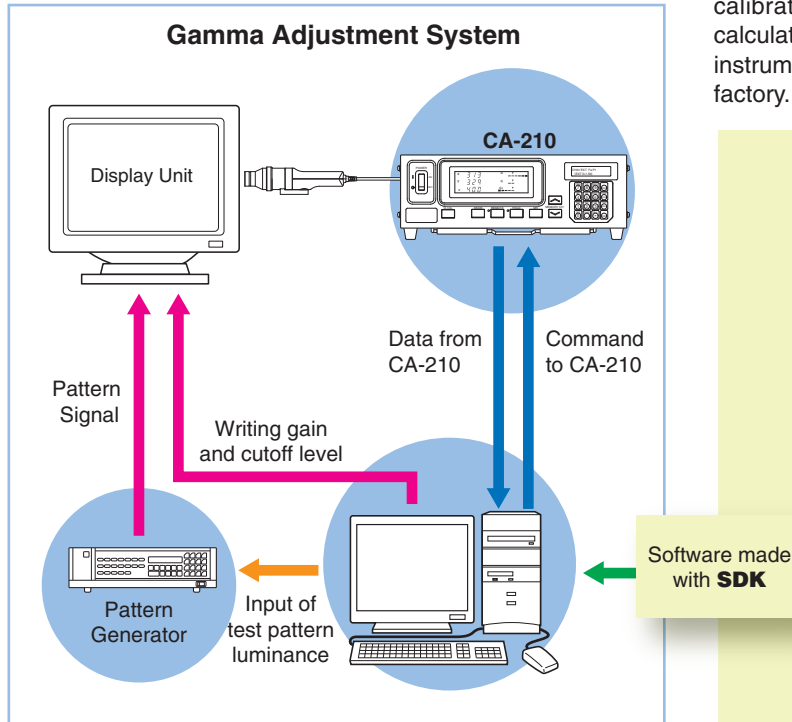 calibrat
calculat
instrum
factory.
Gamma Adjustment System
CA-210
Display Unit
Data from
CA-210
Command
to CA-210
Pattern
Signal
Writing gain
and cutoff level
Software made
with SDK
Pattern
Generator
Input of
test pattern
luminance